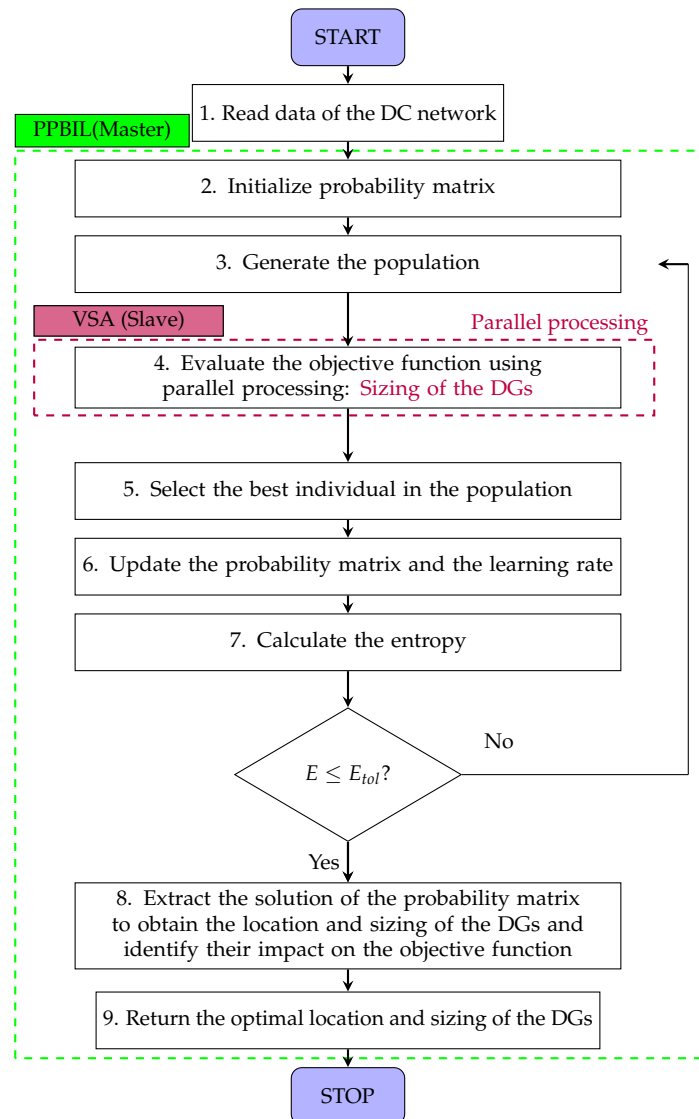 START
1. Read data of the DC network
PPBIL(Master)
2. Initialize probability matrix
3. Generate the population
VSA (Slave)
Parallel processing
4. Evaluate the objective function using
parallel processing: Sizing of the DGs
5. Select the best individual in the population
6. Update the probability matrix and the learning rate
7. Calculate the entropy
No
E ≤ E_{tol}?
Yes
8. Extract the solution of the probability matrix
to obtain the location and sizing of the DGs and
identify their impact on the objective function
9. Return the optimal location and sizing of the DGs
STOP